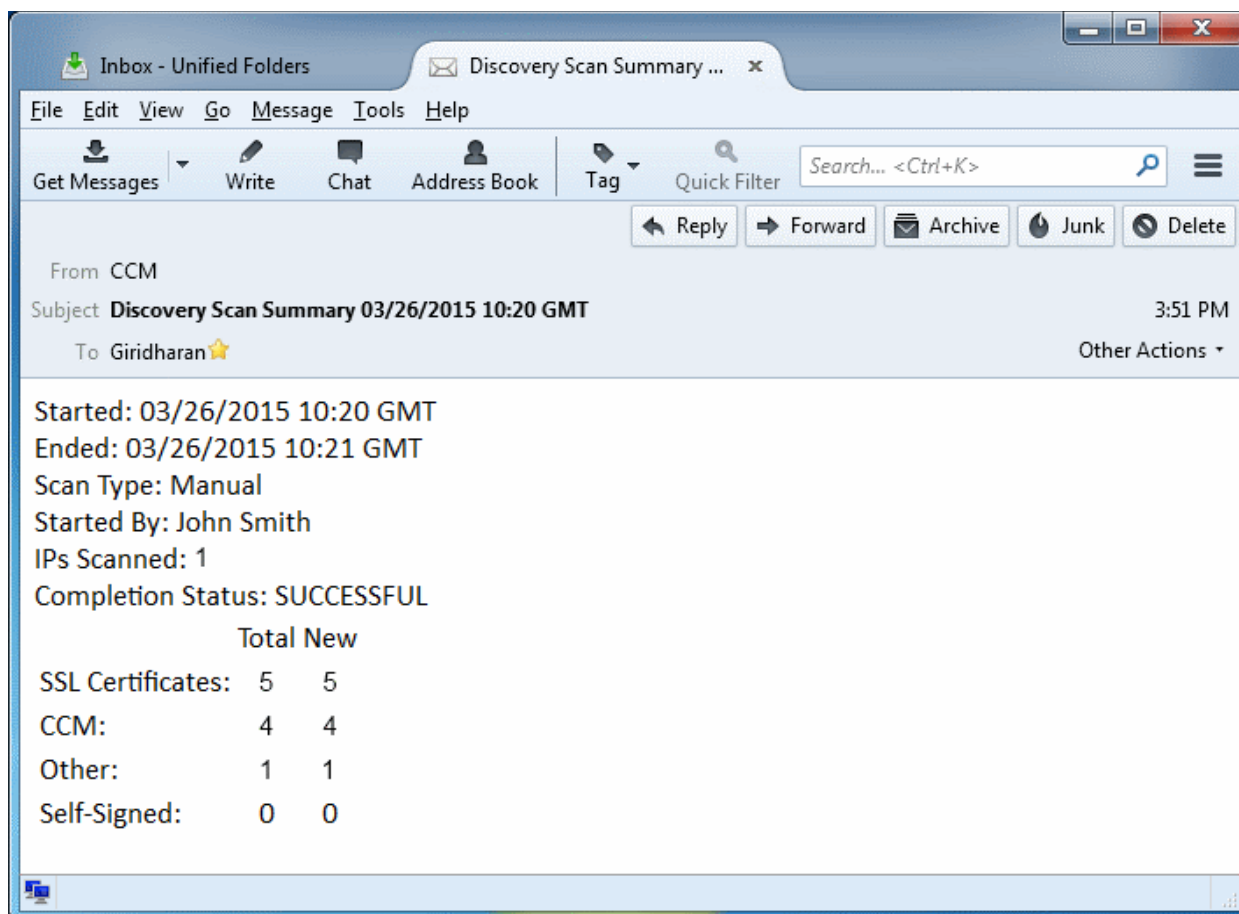 Inbox - Unified Folders Discovery Scan Summary ...
File Edit View Go Message Tools Help
Get Messages Write Chat Address Book Tag Quick Filter Search... <Ctrl+K>
Reply Forward Archive Junk Delete
From CCM
Subject Discovery Scan Summary 03/26/2015 10:20 GMT 3:51 PM
To Giridharan Other Actions
Started: 03/26/2015 10:20 GMT
Ended: 03/26/2015 10:21 GMT
Scan Type: Manual
Started By: John Smith
IPs Scanned: 1
Completion Status: SUCCESSFUL
Total New
SSL Certificates: 5 5
CCM: 4 4
Other: 1 1
Self-Signed: 0 0